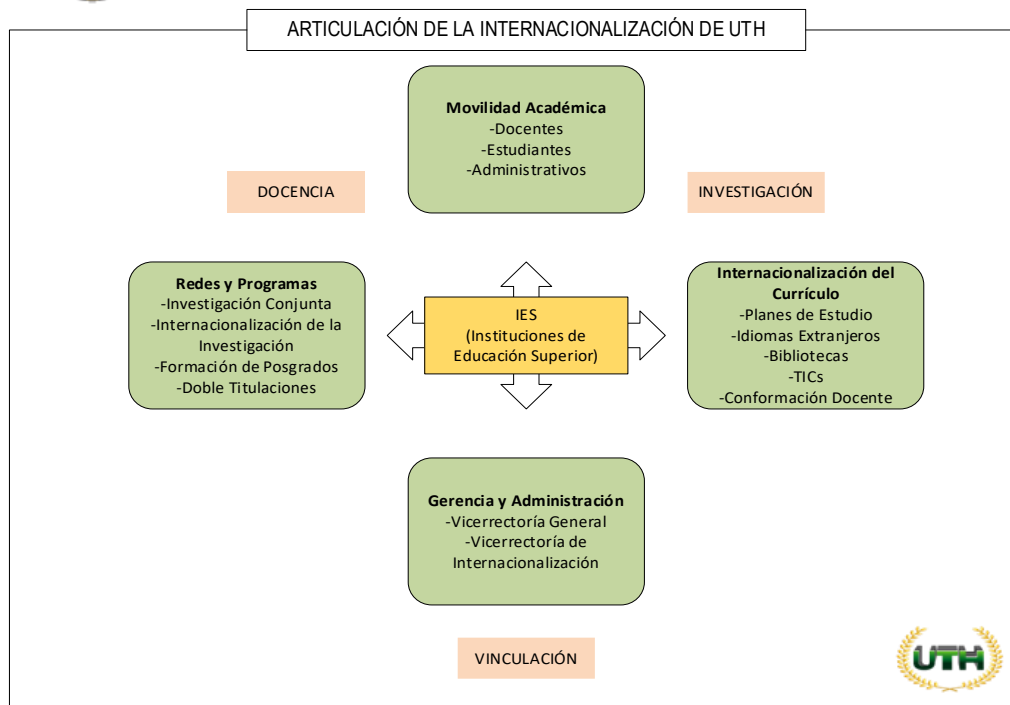 ARTICULACIÓN DE LA INTERNACIONALIZACIÓN DE UTH
Movilidad Académica
-Docentes
-Estudiantes
-Administrativos
DOCENCIA
INVESTIGACIÓN
Redes y Programas
-Investigación Conjunta
-Internacionalización de la
Investigación
-Formación de Posgrados
-Doble Titulaciones
IES
(Instituciones de
Educación Superior)
Internacionalización del
Currículo
-Planes de Estudio
-Idiomas Extranjeros
-Bibliotecas
-TICs
-Conformación Docente
Gerencia y Administración
-Vicerrectoría General
-Vicerrectoría de
Internacionalización
VINCULACIÓN
UTH